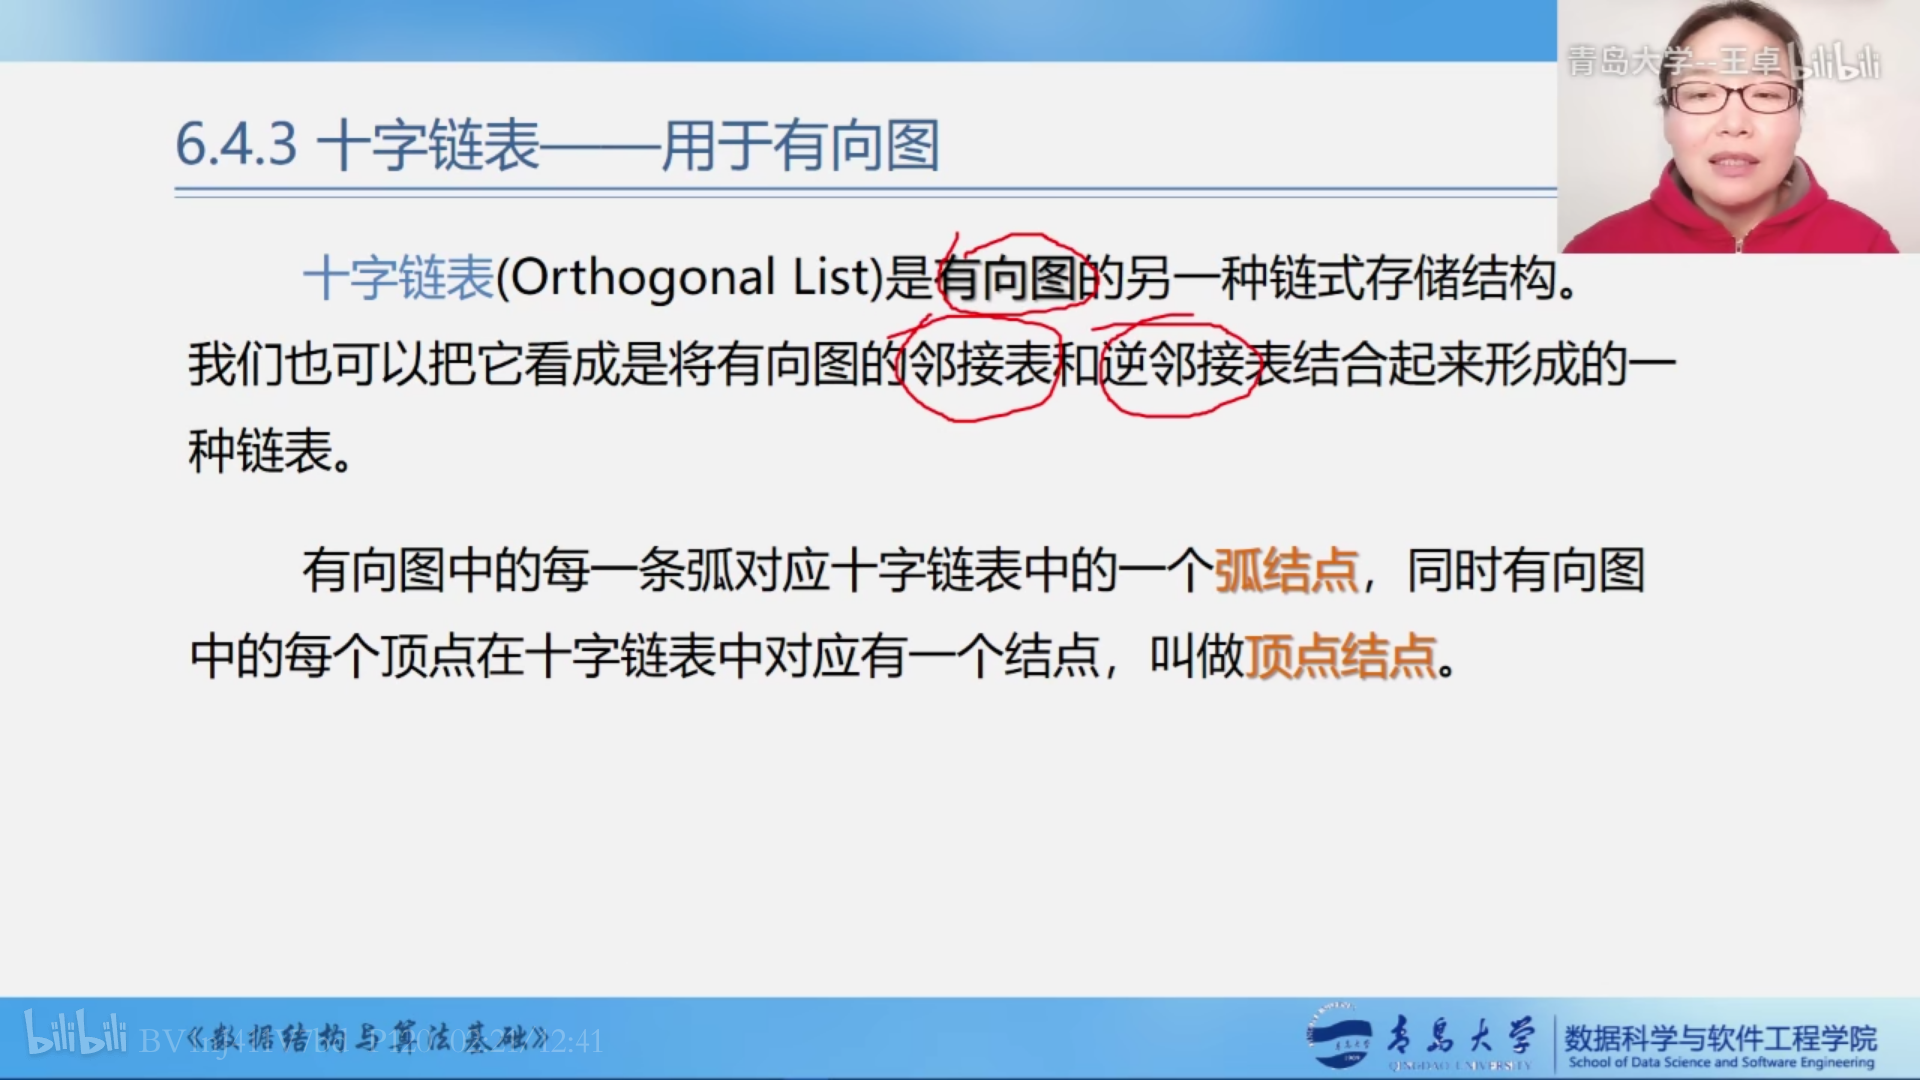 青岛大学--王卓 bilibili
6.4.3 十字链表——用于有向图
十字链表(Orthogonal List)是有向图的另一种链式存储结构。
我们也可以把它看成是将有向图的邻接表和逆邻接表结合起来形成的一
种链表。
有向图中的每一条弧对应十字链表中的一个弧结点，同时有向图
中的每个顶点在十字链表中对应有一个结点，叫做顶点结点。
bilibili
《数据结构与算法基础》
青岛大学
QINGDAO UNIVERSITY
数据科学与软件工程学院
School of Data Science and Software Engineering